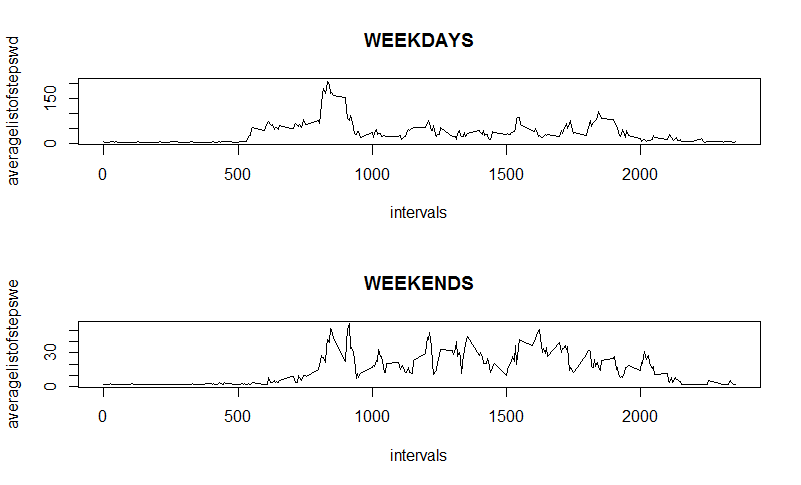 WEEKDAYS
averagelistofstepswd
150
0
0 500 1000 1500 2000
intervals
WEEKENDS
averagelistofstepswe
30
0
0 500 1000 1500 2000
intervals